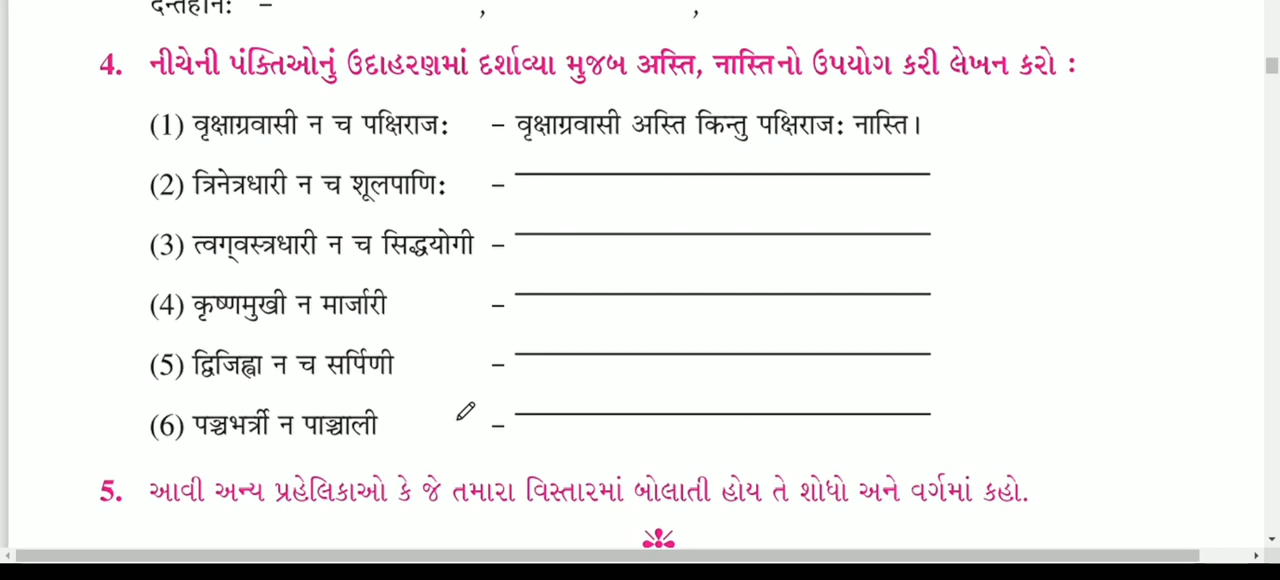 दन्तहीनः - , ,
4. નીચેની પંક્તિઓનું ઉદાહરણમાં દર્શાવ્યા મુજબ अस्ति, नास्तिનો ઉપયોગ કરી લેખન કરો :
(1) वृक्षाग्रवासी न च पक्षिराजः - वृक्षाग्रवासी अस्ति किन्तु पक्षिराजः नास्ति।
(2) त्रिनेत्रधारी न च शूलपाणिः -
(3) त्वग्वस्त्रधारी न च सिद्धयोगी -
(4) कृष्णमुखी न मार्जारी -
(5) द्विजिह्वा न च सर्पिणी -
(6) पञ्चभर्त्री न पाञ्चाली -
5. આવી અન્ય પ્રહેલિકાઓ કે જે તમારા વિસ્તારમાં બોલાતી હોય તે શોધો અને વર્ગમાં કહો.